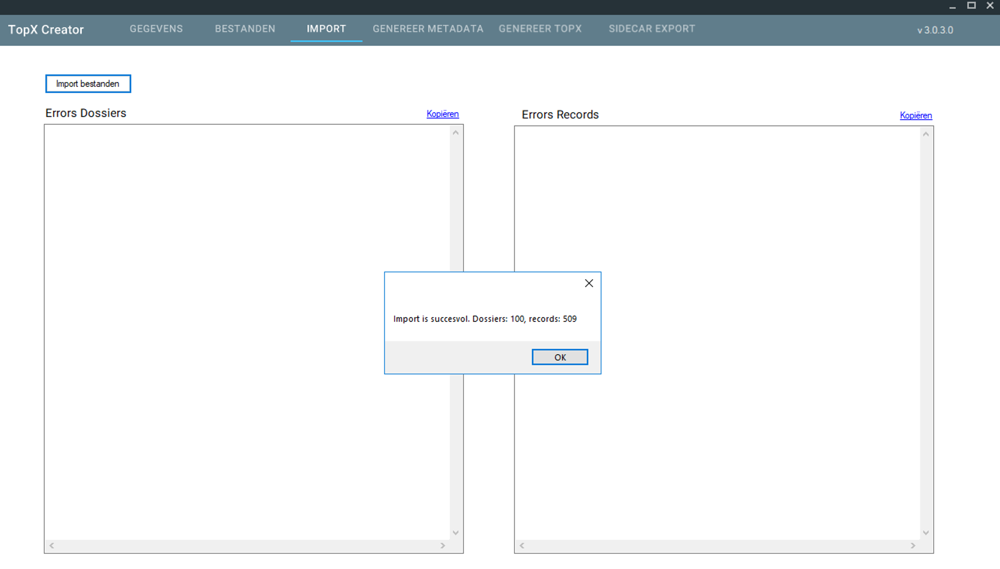 TopX Creator GEGEVENS BESTANDEN IMPORT GENEREER METADATA GENEREER TOPX SIDECAR EXPORT v 3.0.3.0
Import bestanden
Errors Dossiers Kopiëren Errors Records Kopiëren
Import is succesvol. Dossiers: 100, records: 509
OK